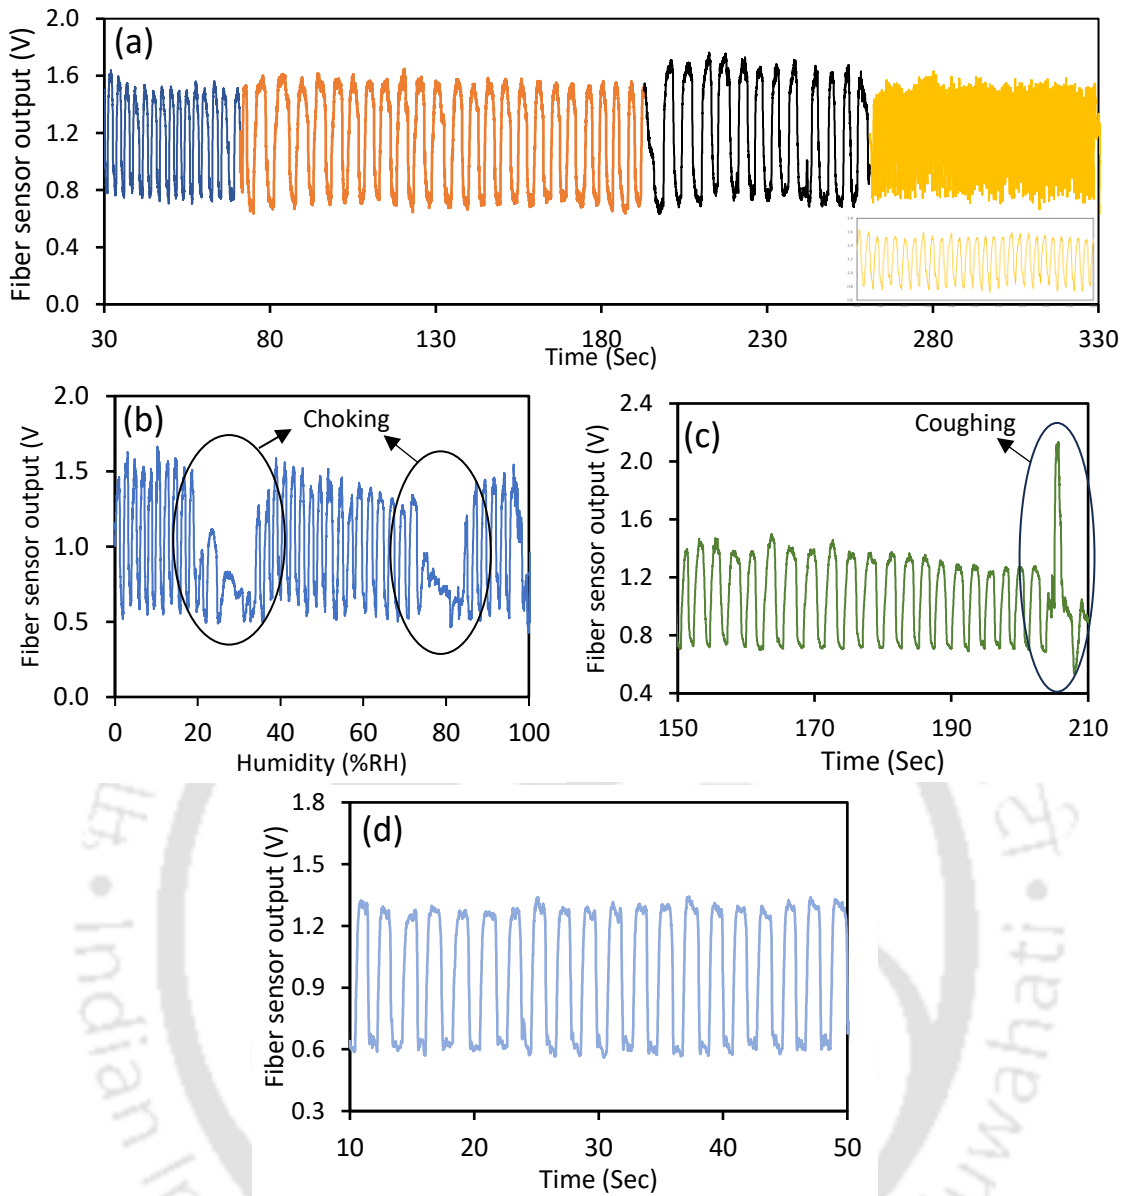 (a)
Fiber sensor output (V)
2.0
1.6
1.2
0.8
0.4
0.0
30 80 130 180 230 280 330
Time (Sec)
(b)
Choking
Fiber sensor output (V
2.0
1.5
1.0
0.5
0.0
0 20 40 60 80 100
Humidity (%RH)
(c)
Coughing
Fiber sensor output (V)
2.4
2.0
1.6
1.2
0.8
0.4
150 170 190 210
Time (Sec)
(d)
Fiber sensor output (V)
1.8
1.5
1.2
0.9
0.6
0.3
10 20 30 40 50
Time (Sec)
Indian In
uwahati